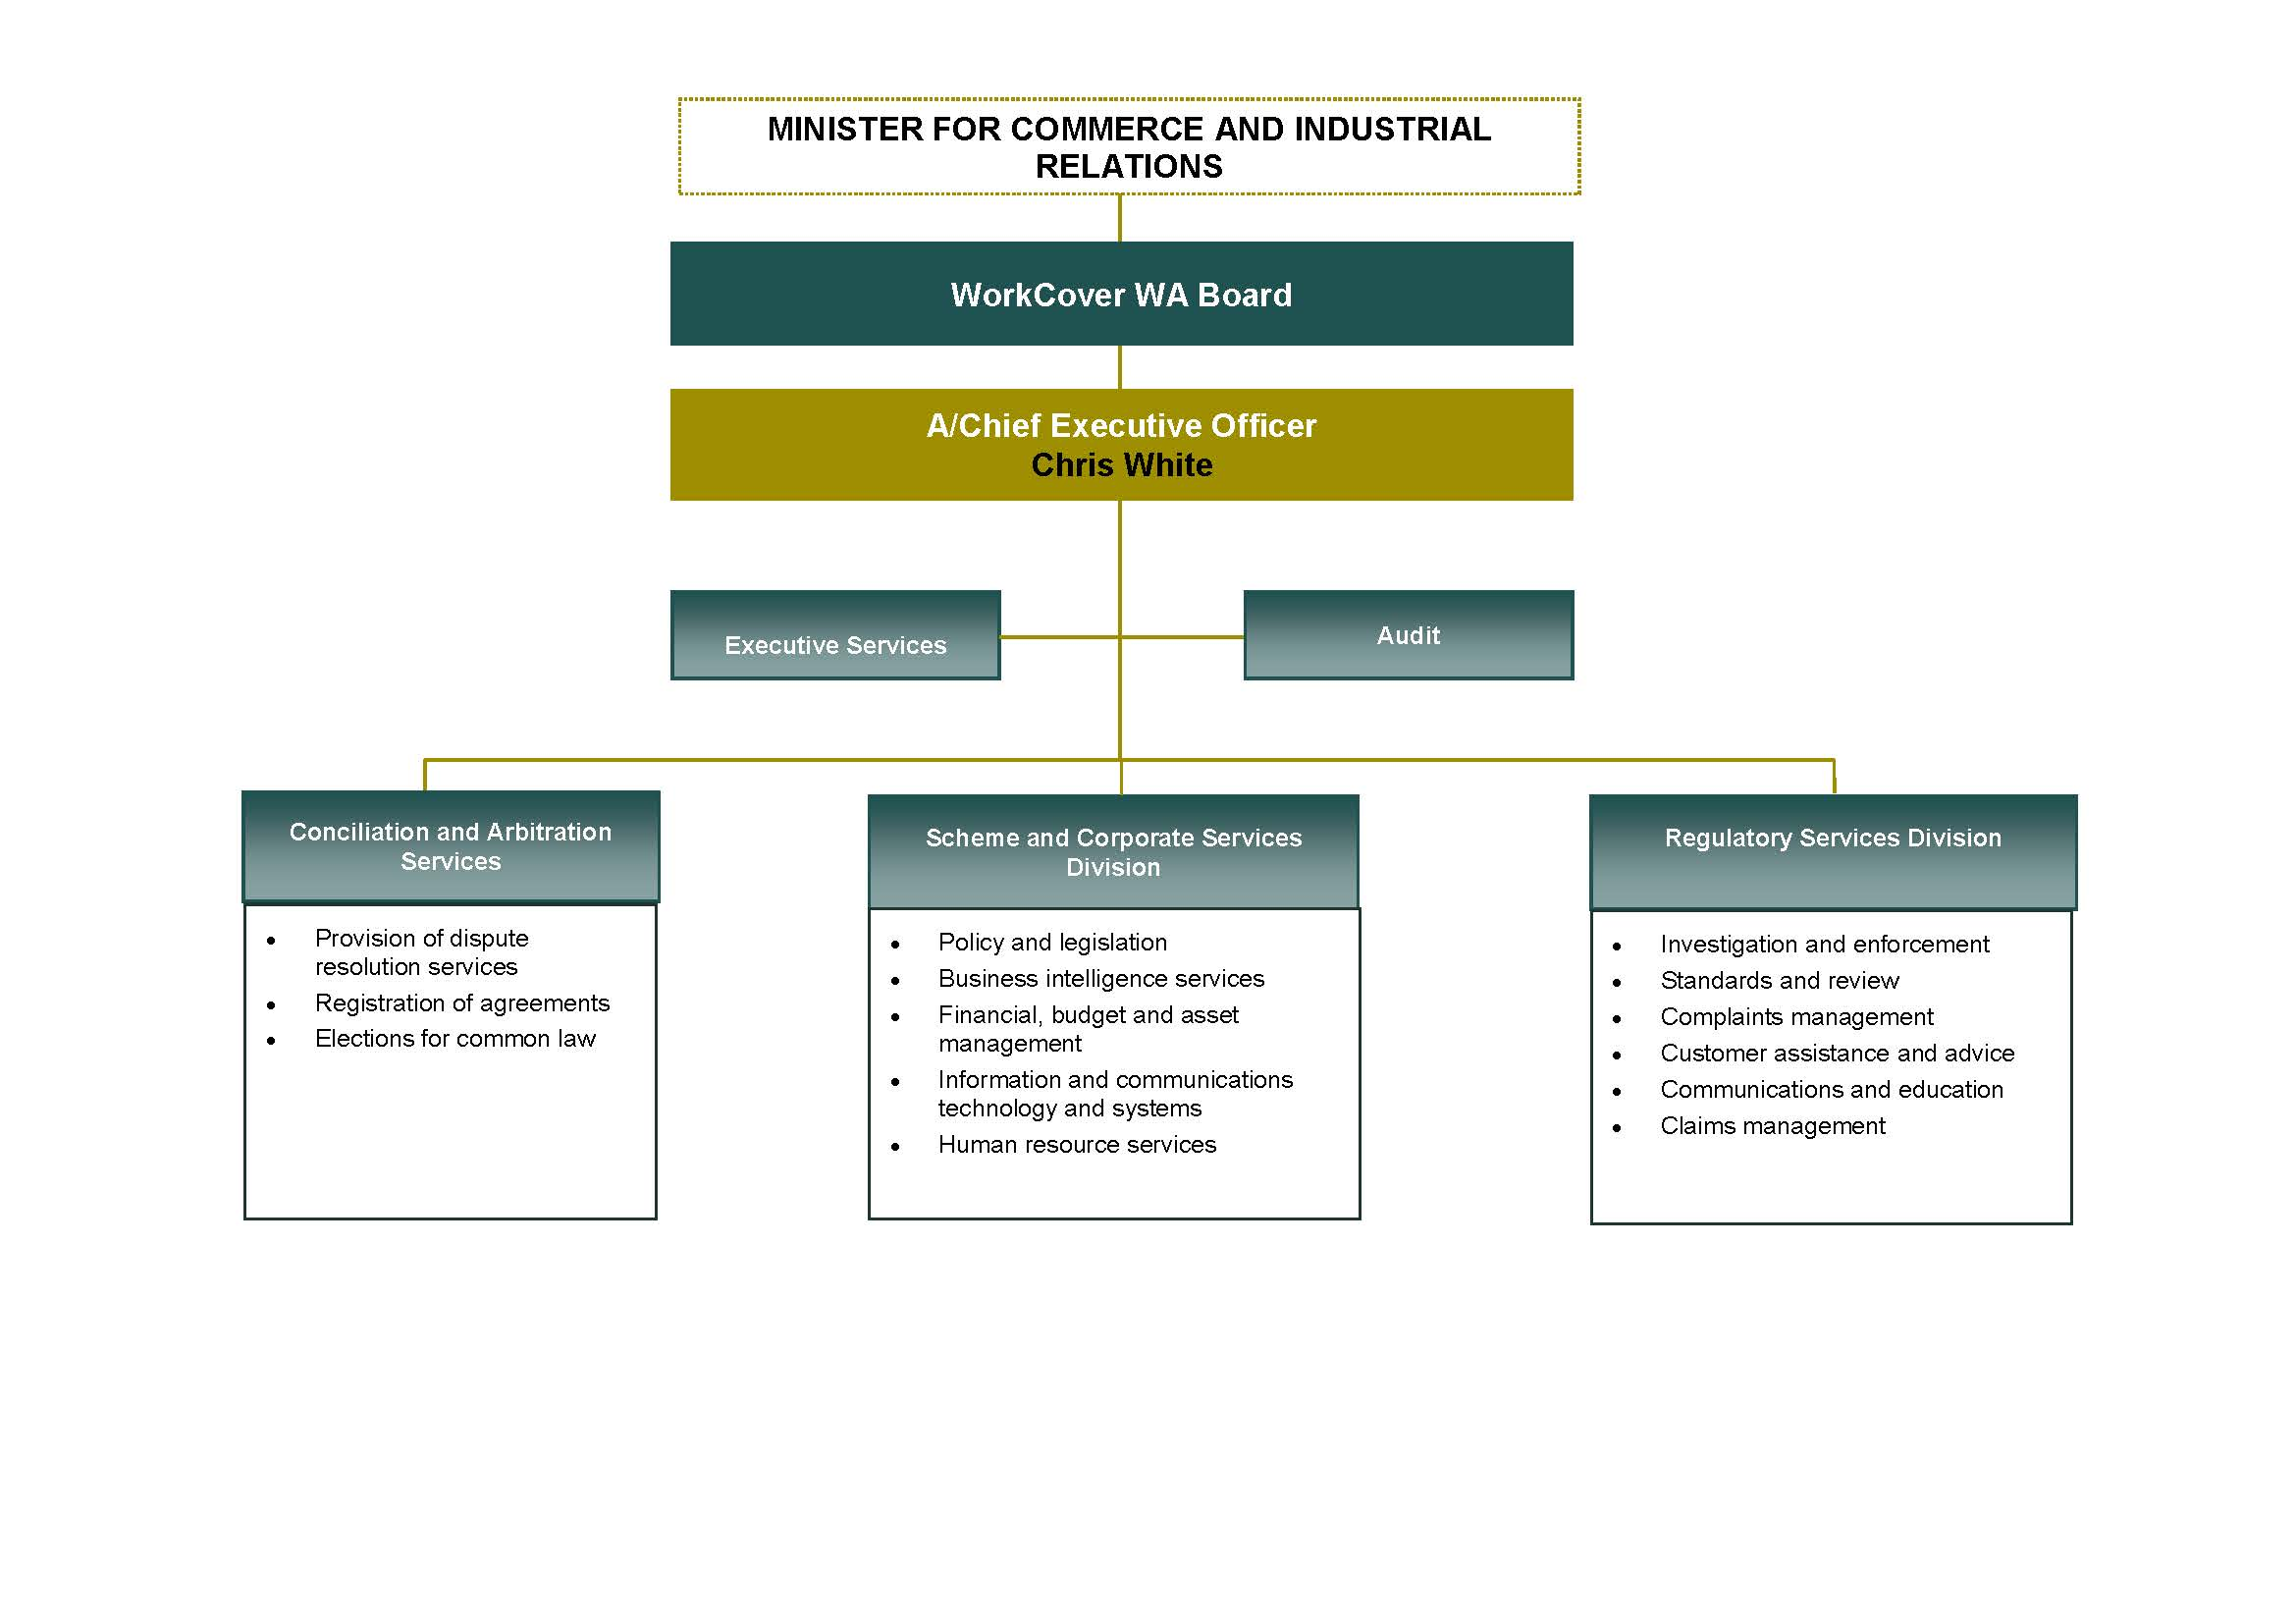 MINISTER FOR COMMERCE AND INDUSTRIAL
RELATIONS
WorkCover WA Board
A/Chief Executive Officer
Chris White
Executive Services
Audit
Conciliation and Arbitration
Services
• Provision of dispute
resolution services
• Registration of agreements
• Elections for common law
Scheme and Corporate Services
Division
• Policy and legislation
• Business intelligence services
• Financial, budget and asset
management
• Information and communications
technology and systems
• Human resource services
Regulatory Services Division
• Investigation and enforcement
• Standards and review
• Complaints management
• Customer assistance and advice
• Communications and education
• Claims management